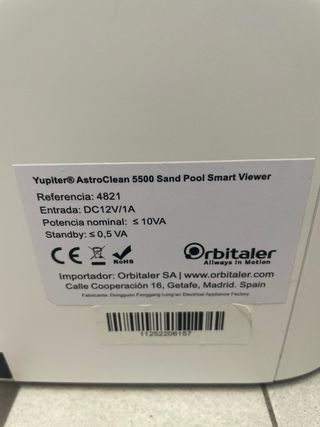 Yupiter® AstroClean 5500 Sand Pool Smart Viewer
Referencia: 4821
Entrada: DC12V/1A
Potencia nominal: ≤ 10VA
Standby: ≤ 0,5 VA
CE RoHS
Orbitaler
Allways in Motion
Importador: Orbitaler SA | www.orbitaler.com
Calle Cooperación 16, Getafe, Madrid. Spain
Fabricante: Dongguan Fenggang Long'an Electrical Appliance Factory
11252206157